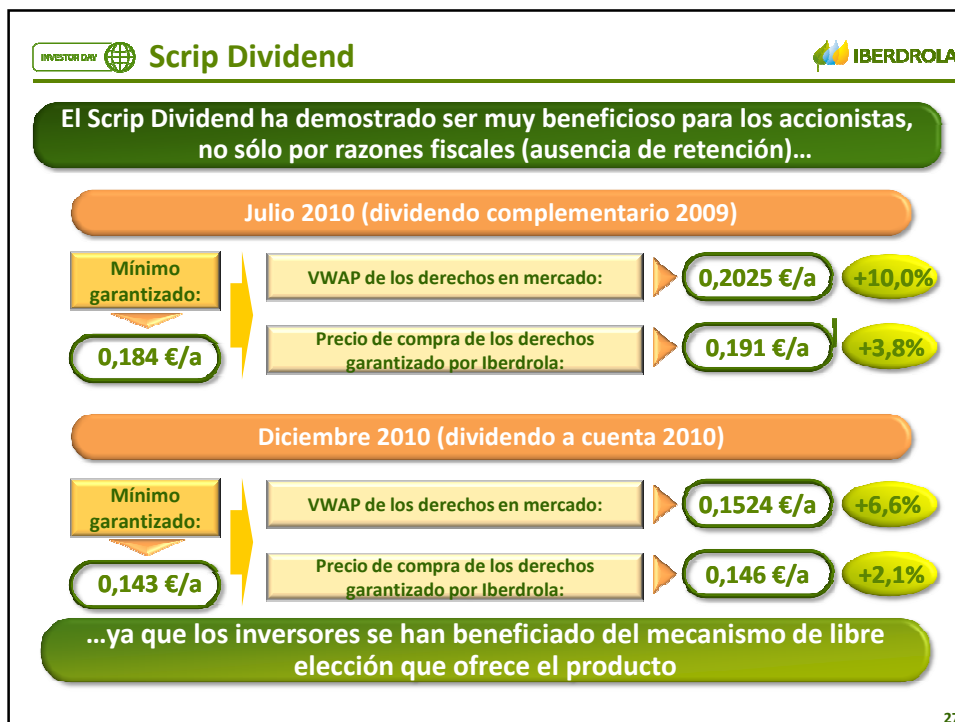 INVESTOR DAY
Scrip Dividend
IBERDROLA
El Scrip Dividend ha demostrado ser muy beneficioso para los accionistas,
no sólo por razones fiscales (ausencia de retención)…
Julio 2010 (dividendo complementario 2009)
Mínimo
garantizado:
0,184 €/a
VWAP de los derechos en mercado:
0,2025 €/a
+10,0%
Precio de compra de los derechos
garantizado por Iberdrola:
0,191 €/a
+3,8%
Diciembre 2010 (dividendo a cuenta 2010)
Mínimo
garantizado:
0,143 €/a
VWAP de los derechos en mercado:
0,1524 €/a
+6,6%
Precio de compra de los derechos
garantizado por Iberdrola:
0,146 €/a
+2,1%
…ya que los inversores se han beneficiado del mecanismo de libre
elección que ofrece el producto
27